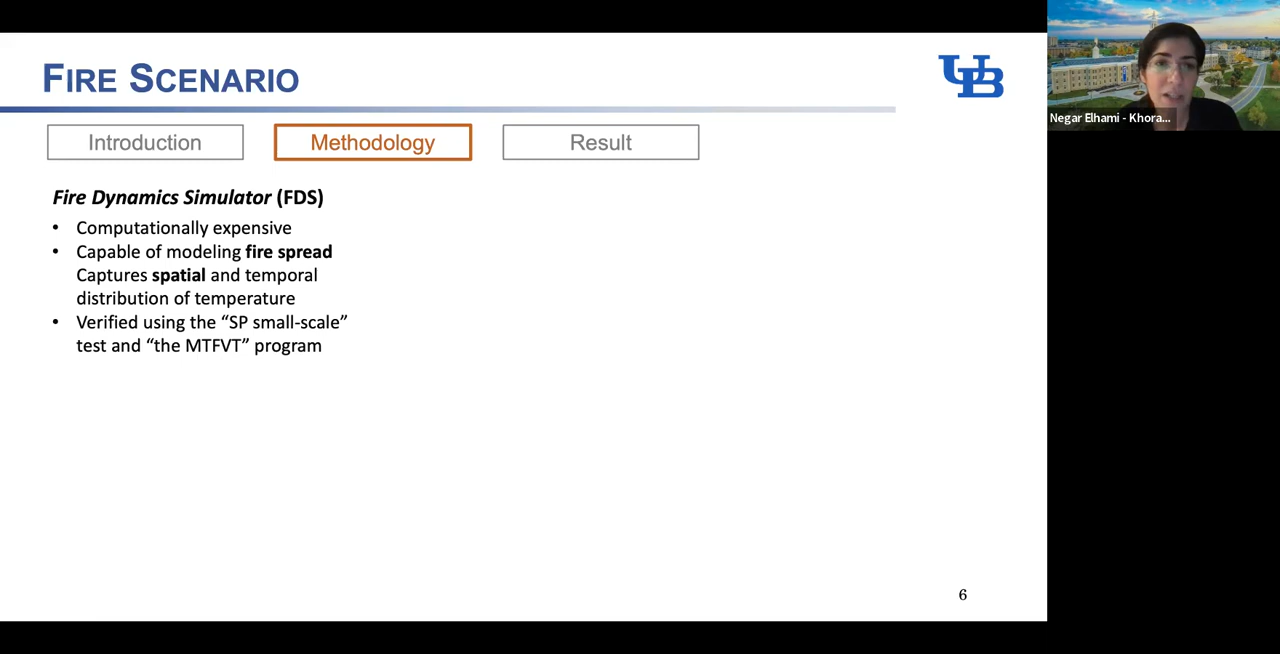 FIRE SCENARIO
UB
Introduction
Methodology
Result
Fire Dynamics Simulator (FDS)
• Computationally expensive
• Capable of modeling fire spread
Captures spatial and temporal
distribution of temperature
• Verified using the “SP small-scale”
test and “the MTFVT” program
6
Negar Elhami - Khora...